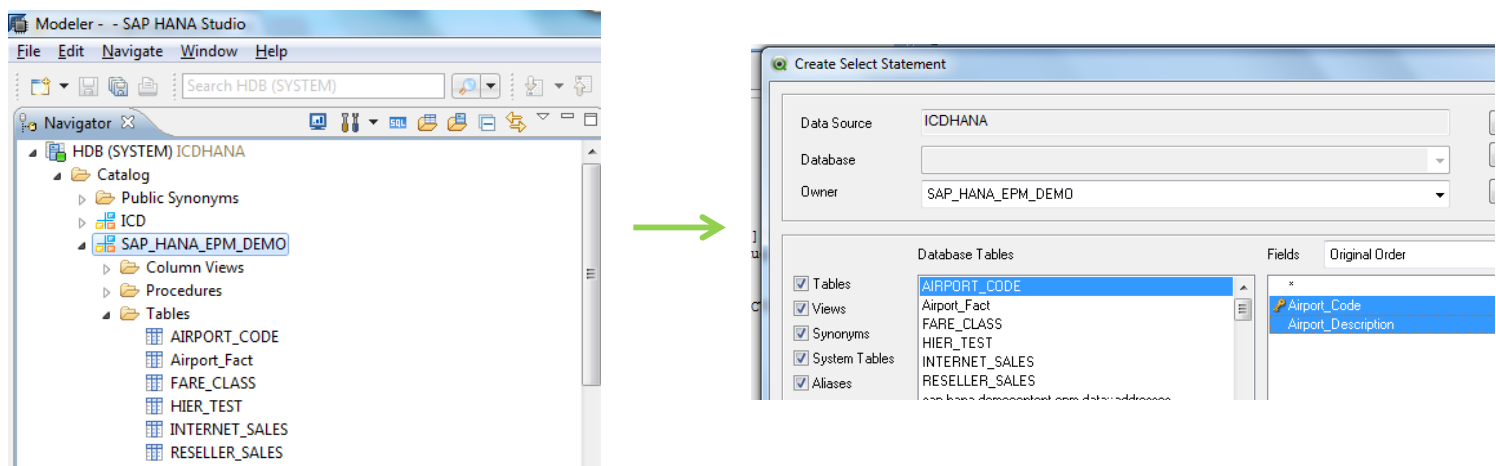 Modeler - - SAP HANA Studio
File Edit Navigate Window Help
Search HDB (SYSTEM)
Navigator
SQL
HDB (SYSTEM) ICDHANA
Catalog
Public Synonyms
ICD
SAP_HANA_EPM_DEMO
Column Views
Procedures
Tables
AIRPORT_CODE
Airport_Fact
FARE_CLASS
HIER_TEST
INTERNET_SALES
RESELLER_SALES
Create Select Statement
Data Source ICDHANA
Database
Owner SAP_HANA_EPM_DEMO
Database Tables
Fields Original Order
Tables
Views
Synonyms
System Tables
Aliases
AIRPORT_CODE
Airport_Fact
FARE_CLASS
HIER_TEST
INTERNET_SALES
RESELLER_SALES
*
Airport_Code
Airport_Description